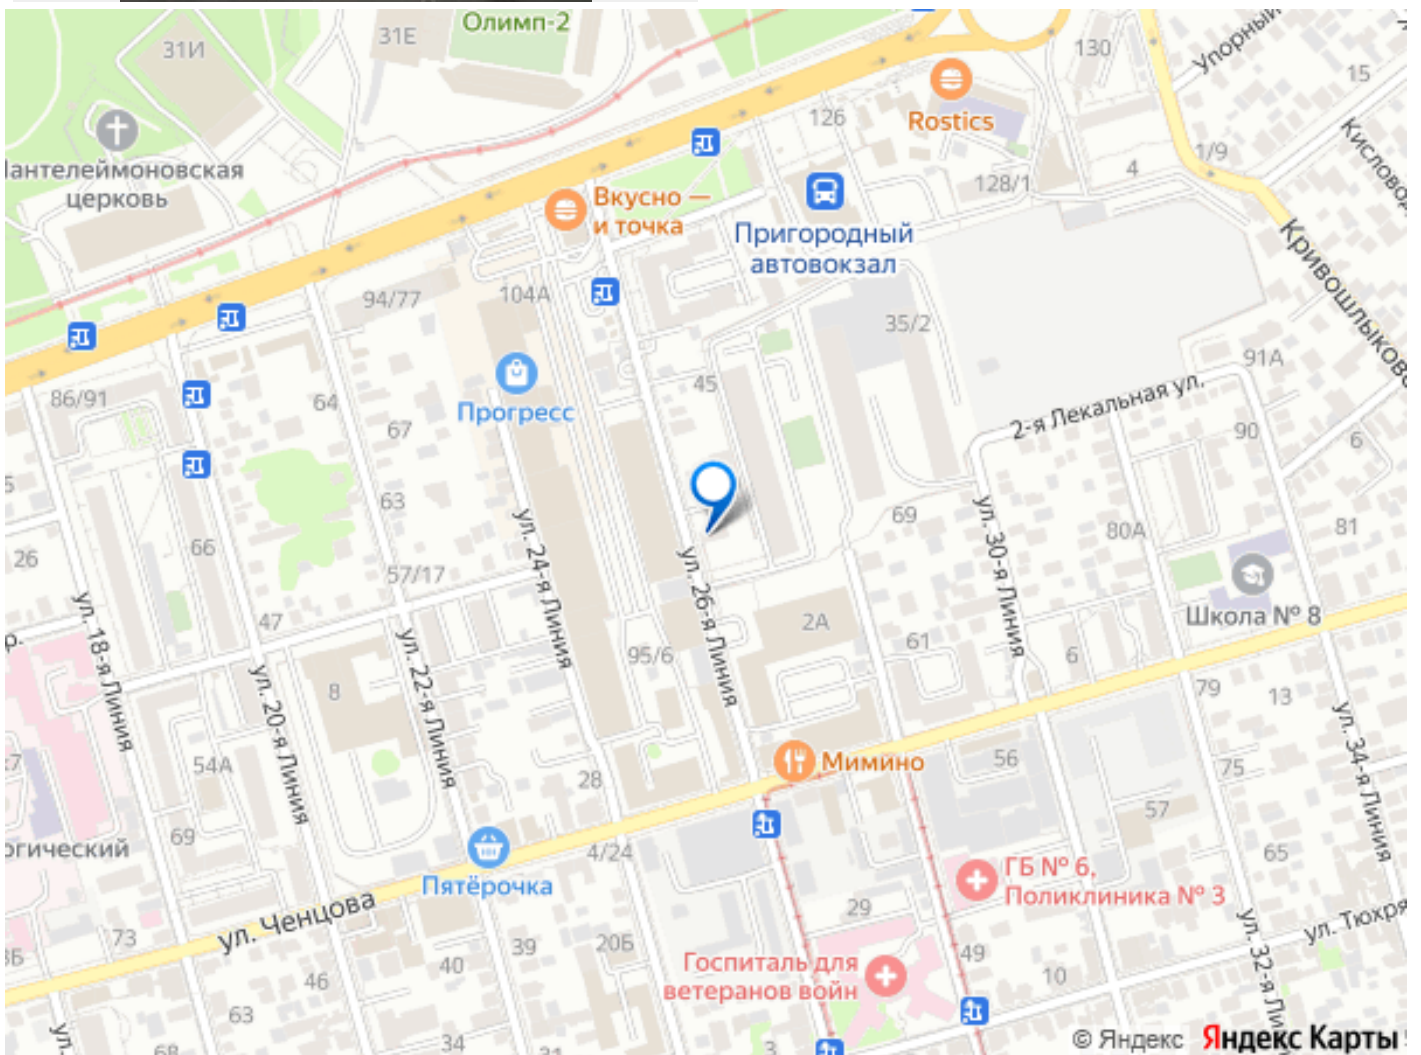 Олимп-2
31И
31Е
130
Упорный
15
Rostics
126
1/9
4
128/1
антелеймоновская
церковь
Вкусно —
и точка
Пригородный
автовокзал
94/77
104А
35/2
Кривошлыково
91А
86/91
64
Прогресс
45
2-я Лекальная ул.
67
90
6
63
69
80А
81
26
66
57/17
ул. 24-я Линия
ул. 26-я Линия
ул. 30-я Линия
Школа № 8
47
2А
61
6
ул. 18-я Линия
ул. 20-я Линия
ул. 22-я Линия
8
95/6
79
13
ул. 34-я Линия
54А
28
Мимино
56
75
57
69
огический
4/24
65
Пятёрочка
ГБ № 6,
Поликлиника № 3
ул. Ченцова
29
73
39
20Б
49
ул. 32-я Лин
ул. Тюхря
46
40
Госпиталь для
ветеранов войн
10
63
34
3
ул.
© Яндекс Яндекс Карты